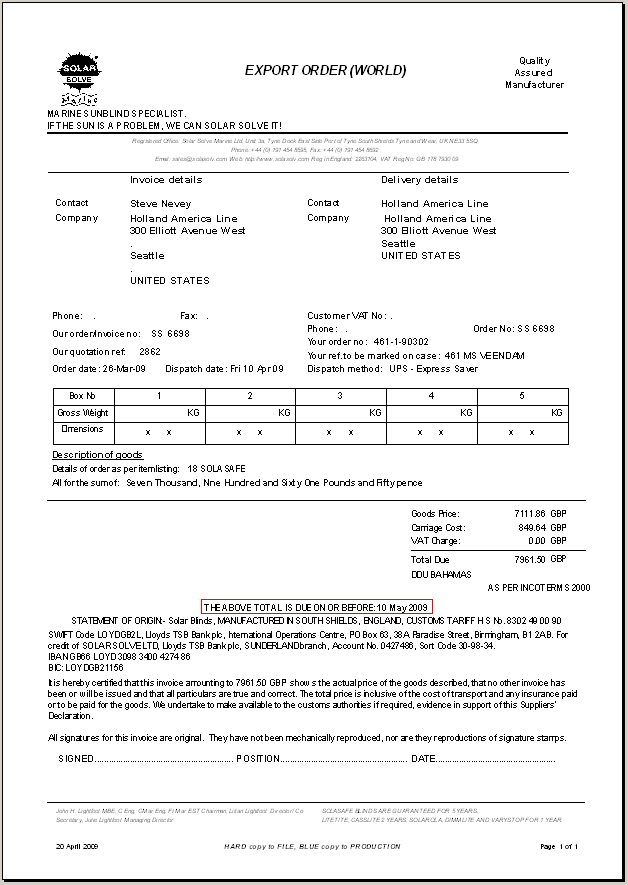 SOLAR
SOLVE
Marine
EXPORT ORDER (WORLD)
Quality
Assured
Manufacturer
MARINE SUNBLIND SPECIALIST.
IF THE SUN IS A PROBLEM, WE CAN SOLAR SOLVE IT!
Registered Office: Solar Solve Marine Ltd, Unit 3a, Tyne Dock East Side Port of Tyne South Shields Tyne and Wear, UK NE33 5SQ
Phone: +44 (0) 191 454 8595, Fax: +44 (0) 191 454 8692
Email: sales@solasolv.com Web: http://www.solasolv.com Reg in England: 2263104, VAT Reg No: GB 178 7930 09
Invoice details Delivery details
Contact Steve Nevey Contact Holland America Line
Company Holland America Line Company Holland America Line
300 Elliott Avenue West 300 Elliott Avenue West
. Seattle
Seattle UNITED STATES
.
UNITED STATES
Phone: . Fax: . Customer VAT No: .
Our order/Invoice no: SS 6698 Phone: . Order No: SS 6698
Your order no: 461-1-90302
Our quotation ref: 2862 Your ref.to be marked on case: 461 MS VEENDAM
Order date: 26-Mar-09 Dispatch date: Fri 10 Apr 09 Dispatch method: UPS - Express Saver
Box No 1 2 3 4 5
Gross Weight KG KG KG KG KG
Dimensions x x x x x x x x x x
Description of goods
Details of order as per itemlisting: 18 SOLASAFE
All for the sum of: Seven Thousand, Nine Hundred and Sixty One Pounds and Fifty pence
Goods Price: 7111.86 GBP
Carriage Cost: 849.64 GBP
VAT Charge: 0.00 GBP
Total Due 7961.50 GBP
DDU BAHAMAS
AS PER INCOTERMS 2000
THE ABOVE TOTAL IS DUE ON OR BEFORE: 10 May 2009
STATEMENT OF ORIGIN:- Solar Blinds, MANUFACTURED IN SOUTH SHIELDS, ENGLAND, CUSTOMS TARIFF H S No. 8302 49 00 90
SWIFT Code LOYDGB2L, Lloyds TSB Bank plc, International Operations Centre, PO Box 63, 38A Paradise Street, Birmingham, B1 2AB. For
credit of SOLAR SOLVE LTD, Lloyds TSB Bank plc, SUNDERLAND branch, Account No. 0427486, Sort Code 30-98-34.
IBAN GB66 LOYD 3098 3400 4274 86
BIC: LOYDGB21156
It is hereby certified that this invoice amounting to 7961.50 GBP shows the actual price of the goods described, that no other invoice has
been or will be issued and that all particulars are true and correct. The total price is inclusive of the cost of transport and any insurance paid
or to be paid for the goods. We undertake to make available to the customs authorities if required, evidence in support of this Suppliers'
Declaration.
All signatures for this invoice are original. They have not been mechanically reproduced, nor are they reproductions of signature stamps.
SIGNED........................................................ POSITION.................................................... DATE................................................
John H. Lightfoot MBE, C Eng. CMar Eng, FI Mar EST Chairman, Lilian Lightfoot Director/Co SOLASAFE BLINDS ARE GUARANTEED FOR 5 YEARS,
Secretary, Julie Lightfoot Managing Director LITETITE, CASSLITE 2 YEARS, SOLAROLA, DIMMLITE AND VARYSTOP FOR 1 YEAR.
20 April 2009 HARD copy to FILE, BLUE copy to PRODUCTION Page 1 of 1